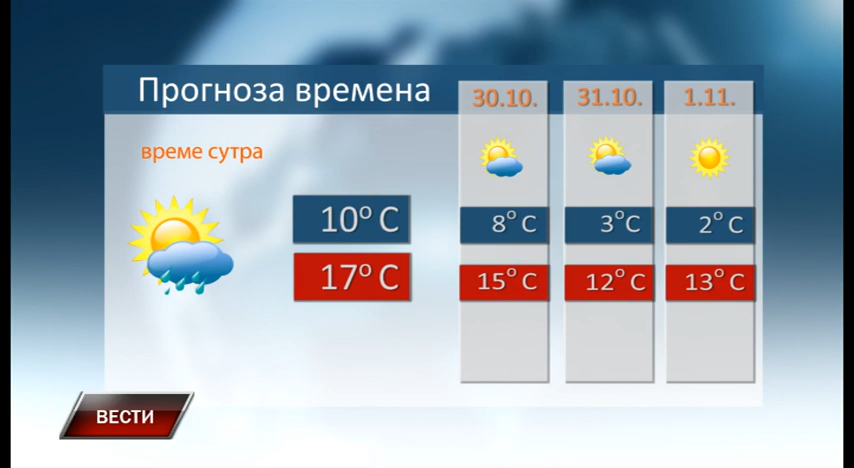 Прогноза времена
време сутра
10° C
17° C
30.10.
8° C
15° C
31.10.
3°C
12° C
1.11.
2° C
13° C
ВЕСТИ